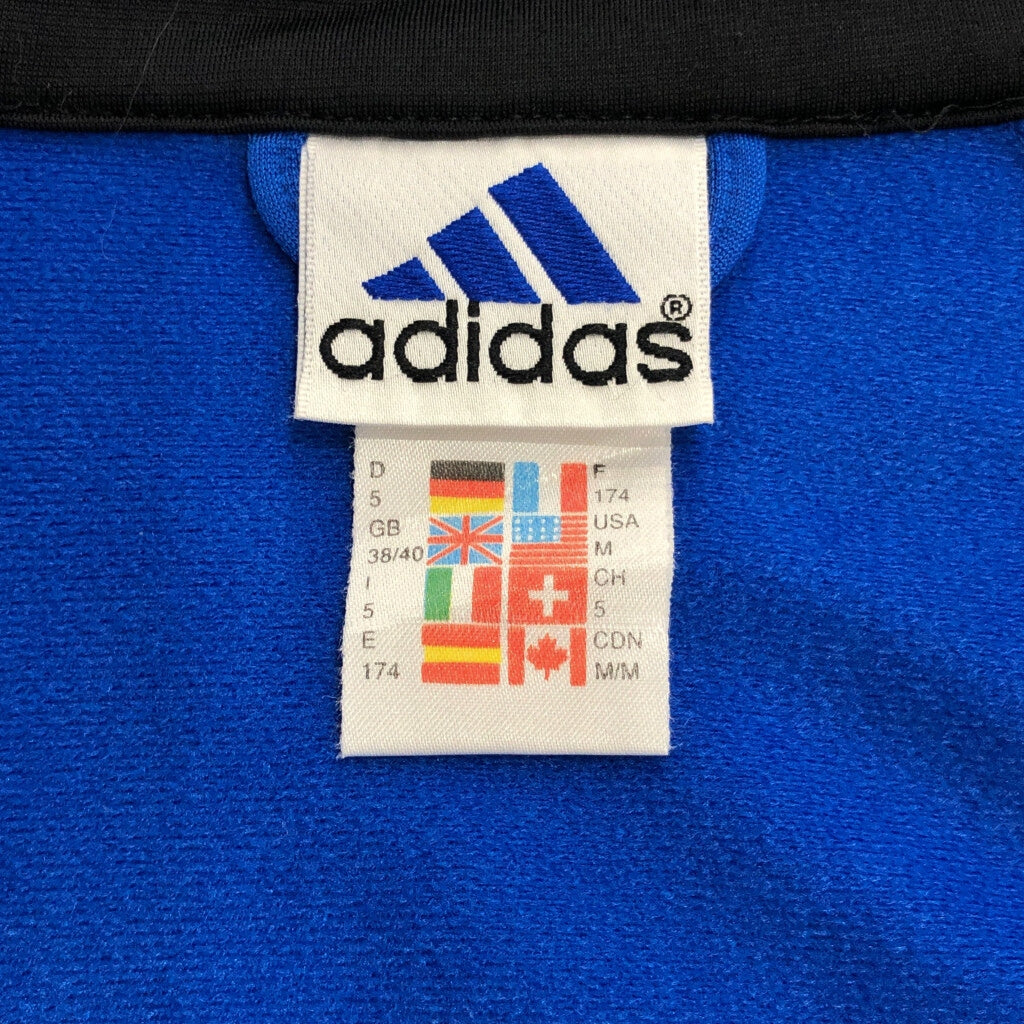 adidas®
D
5
GB
38/40
I
5
E
174
F
174
USA
M
CH
5
CDN
M/M